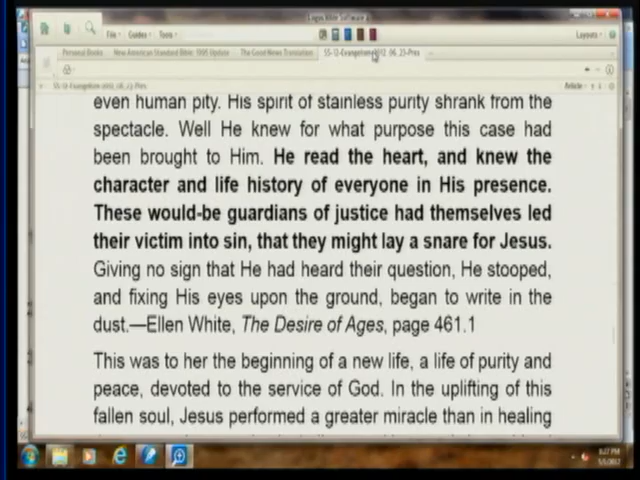 Logos Bible Software 4
File Guides Tools
Layouts
Personal Books New American Standard Bible: 1995 Update The Good News Translation
Article
even human pity. His spirit of stainless purity shrank from the
spectacle. Well He knew for what purpose this case had
been brought to Him. He read the heart, and knew the
character and life history of everyone in His presence.
These would-be guardians of justice had themselves led
their victim into sin, that they might lay a snare for Jesus.
Giving no sign that He had heard their question, He stooped,
and fixing His eyes upon the ground, began to write in the
dust.—Ellen White, The Desire of Ages, page 461.1
This was to her the beginning of a new life, a life of purity and
peace, devoted to the service of God. In the uplifting of this
fallen soul, Jesus performed a greater miracle than in healing